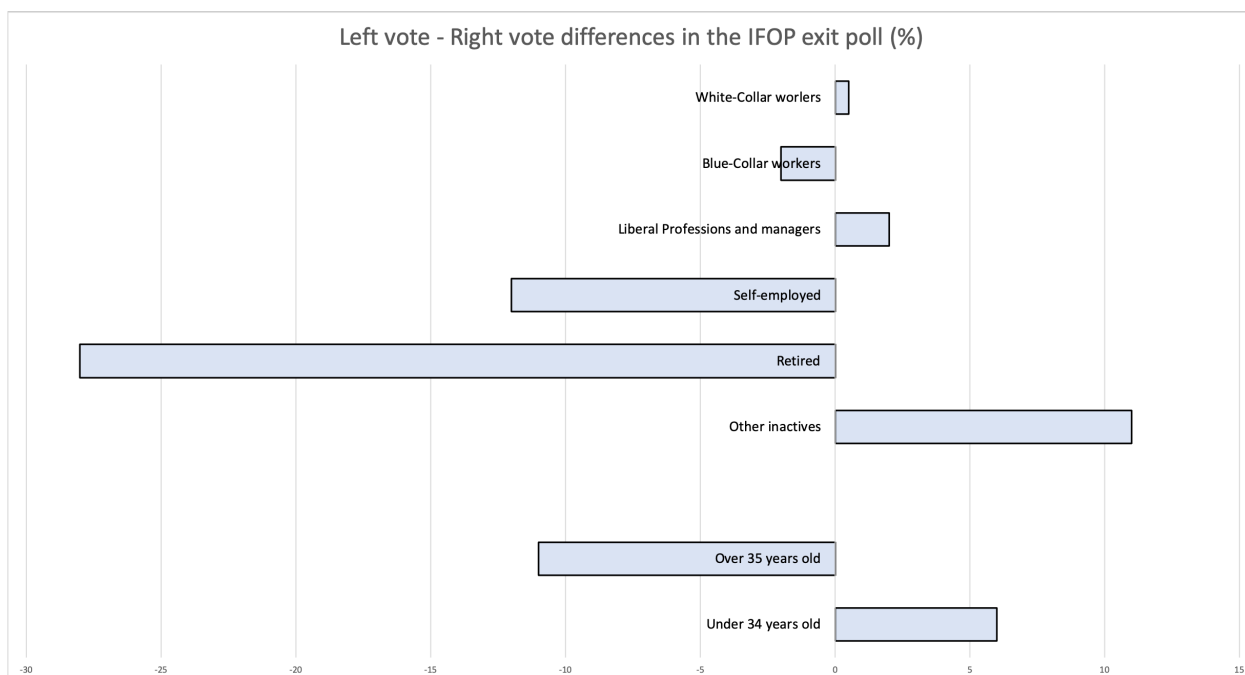 Left vote - Right vote differences in the IFOP exit poll (%)
White-Collar worlers
Blue-Collar workers
Liberal Professions and managers
Self-employed
Retired
Other inactives
Over 35 years old
Under 34 years old
-30 -25 -20 -15 -10 -5 0 5 10 15